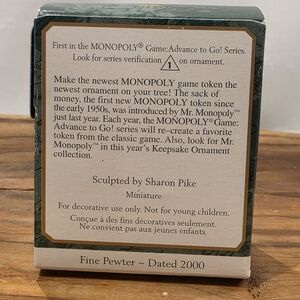 First in the MONOPOLY® Game:Advance to Go! Series.
Look for series verification 1 on ornament.
Make the newest MONOPOLY game token the
newest ornament on your tree! The sack of
money, the first new MONOPOLY token since
the early 1950s, was introduced by Mr. Monopoly™
just last year. Each year, the MONOPOLY® Game:
Advance to Go! series will re–create a favorite
token from the classic game. Also, look for Mr.
Monopoly™ in this year's Keepsake Ornament
collection.
Sculpted by Sharon Pike
Miniature
For decorative use only. Not for young children.
Conçue à des fins décoratives seulement.
Ne convient pas aux jeunes enfants.
Fine Pewter – Dated 2000